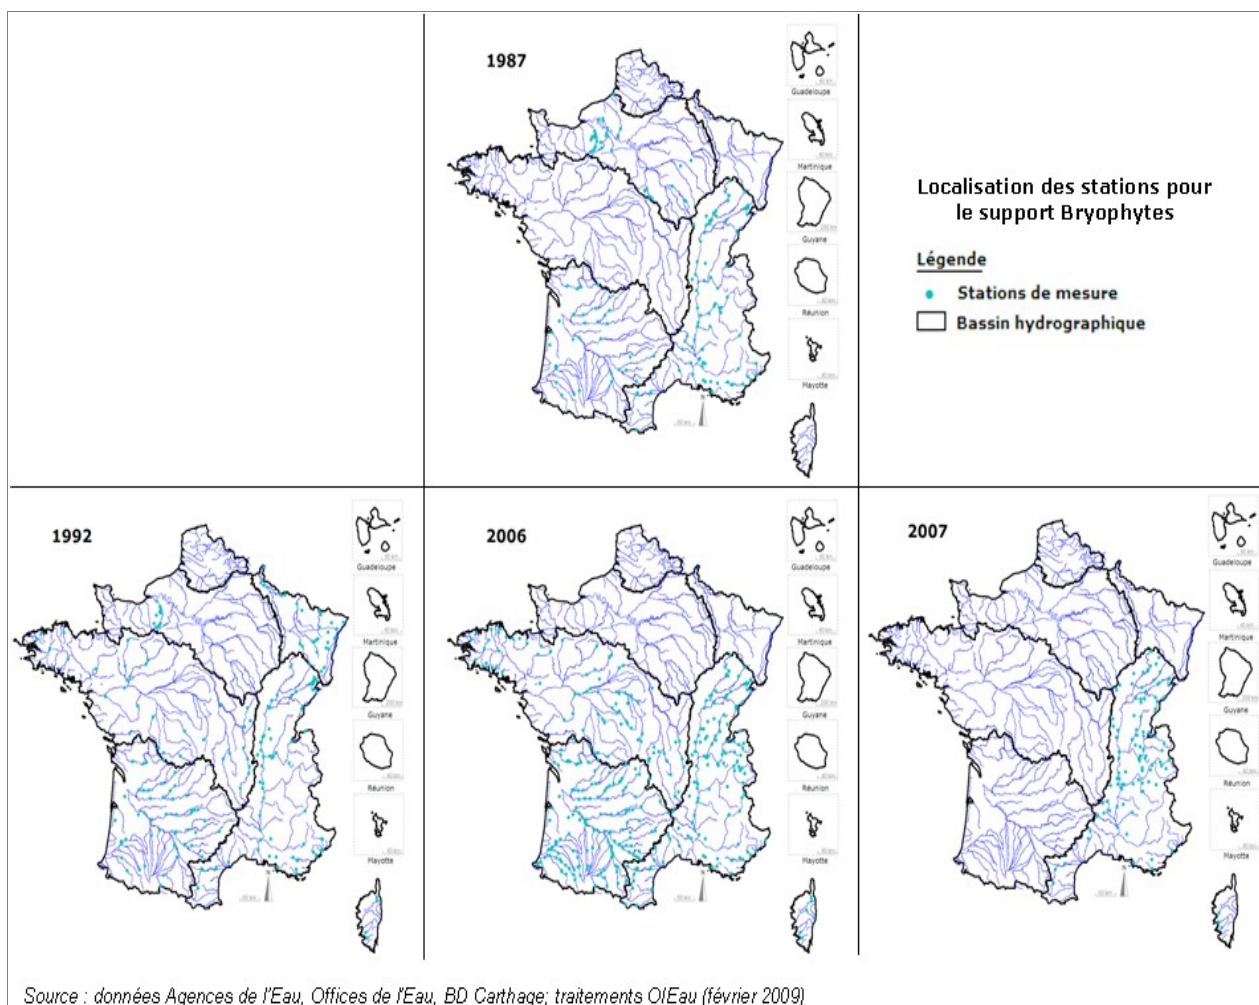 1987
Guadeloupe
Martinique
Guyane
Réunion
Mayotte
Localisation des stations pour
le support Bryophytes
Légende
Stations de mesure
Bassin hydrographique
1992
Guadeloupe
Martinique
Guyane
Réunion
Mayotte
2006
Guadeloupe
Martinique
Guyane
Réunion
Mayotte
2007
Guadeloupe
Martinique
Guyane
Réunion
Mayotte
Source : données Agences de l'Eau, Offices de l'Eau, BD Carthage; traitements OIEau (février 2009)